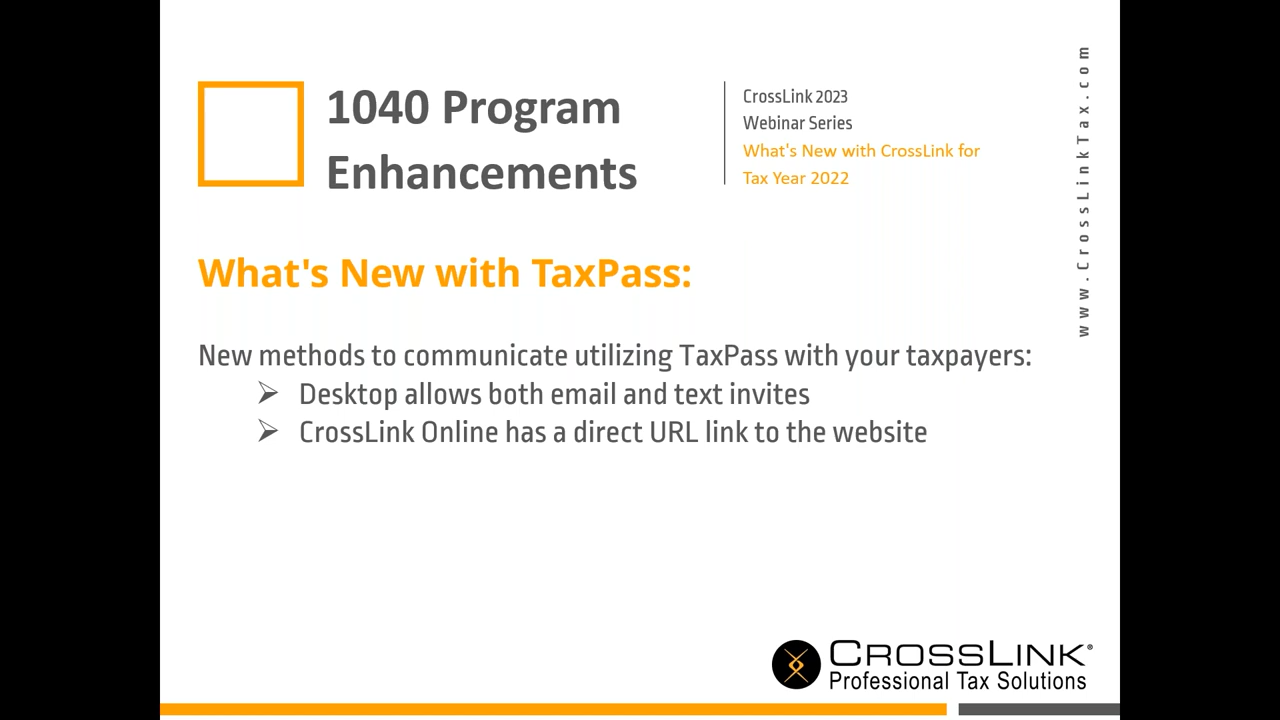 1040 Program
Enhancements
CrossLink 2023
Webinar Series
What's New with CrossLink for
Tax Year 2022
www.CrossLinkTax.com
What's New with TaxPass:
New methods to communicate utilizing TaxPass with your taxpayers:
➢ Desktop allows both email and text invites
➢ CrossLink Online has a direct URL link to the website
CROSSLINK®
Professional Tax Solutions